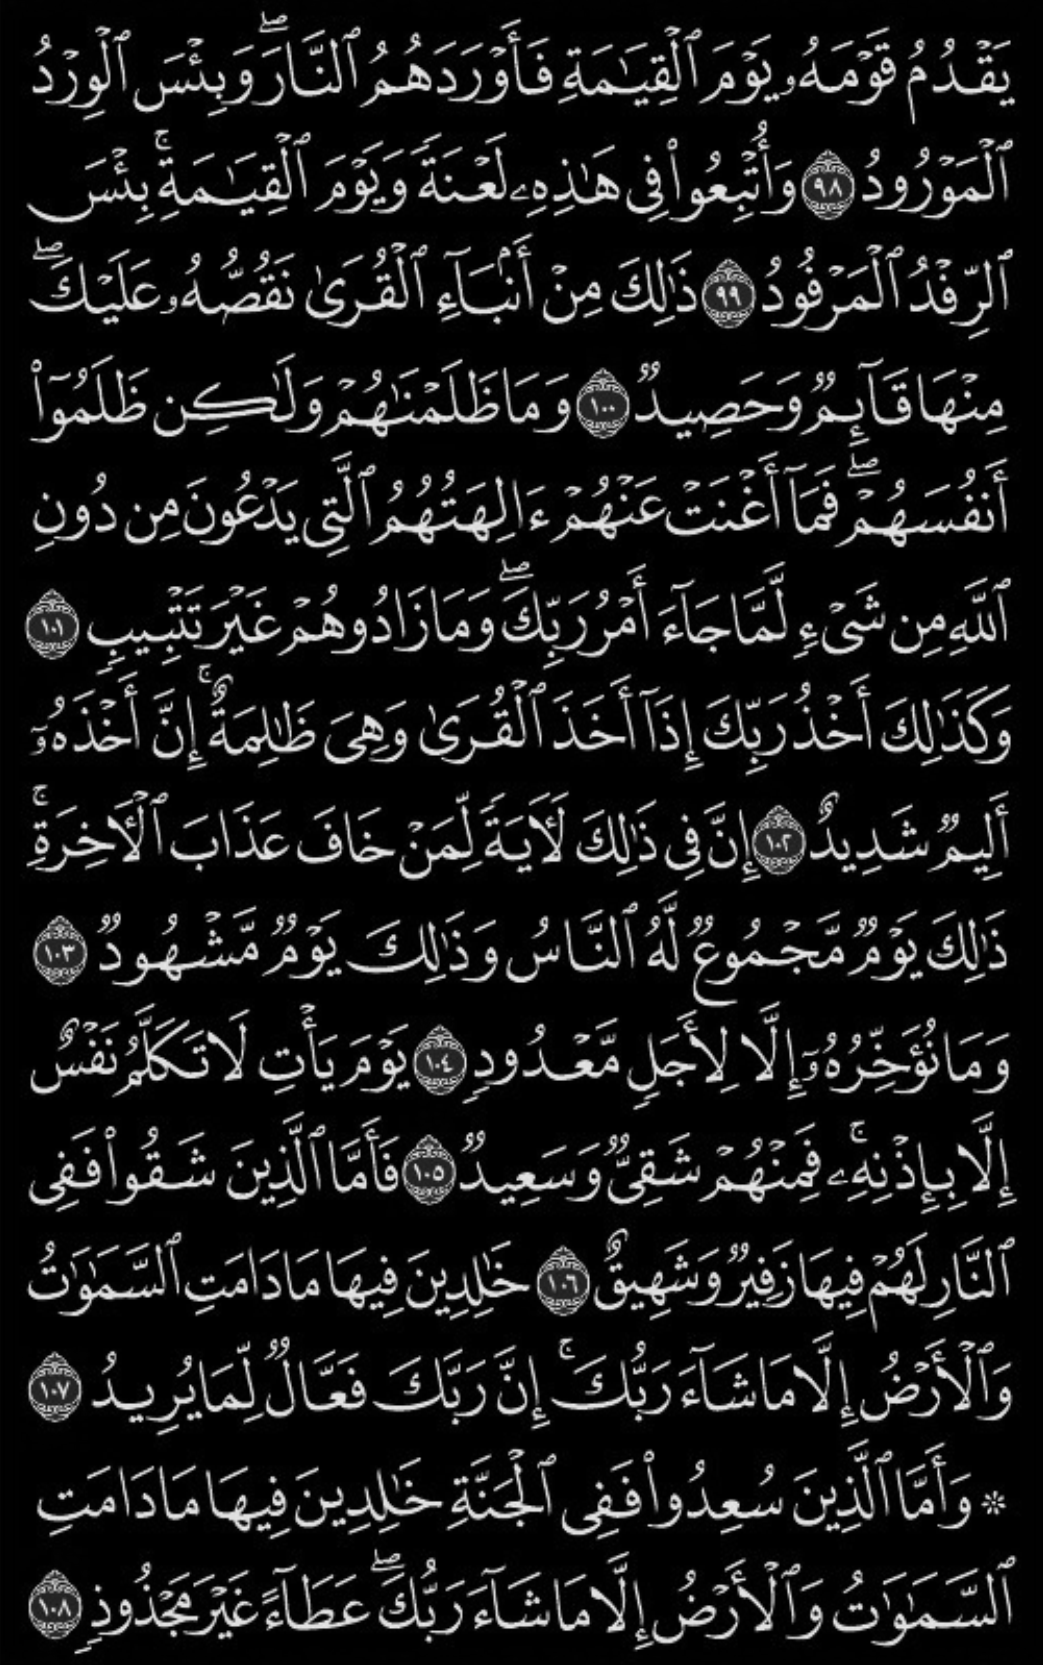 يَقْدُمُ قَوْمَهُۥ يَوْمَ ٱلْقِيَـٰمَةِ فَأَوْرَدَهُمُ ٱلنَّارَ ۖ وَبِئْسَ ٱلْوِرْدُ
ٱلْمَوْرُودُ ٩٨ وَأُتْبِعُوا۟ فِى هَـٰذِهِۦ لَعْنَةً وَيَوْمَ ٱلْقِيَـٰمَةِ ۚ بِئْسَ
ٱلرِّفْدُ ٱلْمَرْفُودُ ٩٩ ذَٰلِكَ مِنْ أَنۢبَآءِ ٱلْقُرَىٰ نَقُصُّهُۥ عَلَيْكَ ۖ
مِنْهَا قَآئِمٌ وَحَصِيدٌ ١٠٠ وَمَا ظَلَمْنَـٰهُمْ وَلَـٰكِن ظَلَمُوٓا۟
أَنفُسَهُمْ ۖ فَمَآ أَغْنَتْ عَنْهُمْ ءَالِهَتُهُمُ ٱلَّتِى يَدْعُونَ مِن دُونِ
ٱللَّهِ مِن شَىْءٍ لَّمَّا جَآءَ أَمْرُ رَبِّكَ ۖ وَمَا زَادُوهُمْ غَيْرَ تَتْبِيبٍ ١٠١
وَكَذَٰلِكَ أَخْذُ رَبِّكَ إِذَآ أَخَذَ ٱلْقُرَىٰ وَهِىَ ظَـٰلِمَةٌ ۚ إِنَّ أَخْذَهُۥٓ
أَلِيمٌ شَدِيدٌ ١٠٢ إِنَّ فِى ذَٰلِكَ لَـَٔايَةً لِّمَنْ خَافَ عَذَابَ ٱلْـَٔاخِرَةِ ۚ
ذَٰلِكَ يَوْمٌ مَّجْمُوعٌ لَّهُ ٱلنَّاسُ وَذَٰلِكَ يَوْمٌ مَّشْهُودٌ ١٠٣
وَمَا نُؤَخِّرُهُۥٓ إِلَّا لِأَجَلٍ مَّعْدُودٍ ١٠٤ يَوْمَ يَأْتِ لَا تَكَلَّمُ نَفْسٌ
إِلَّا بِإِذْنِهِۦ ۚ فَمِنْهُمْ شَقِىٌّ وَسَعِيدٌ ١٠٥ فَأَمَّا ٱلَّذِينَ شَقُوا۟ فَفِى
ٱلنَّارِ لَهُمْ فِيهَا زَفِيرٌ وَشَهِيقٌ ١٠٦ خَـٰلِدِينَ فِيهَا مَا دَامَتِ ٱلسَّمَـٰوَٰتُ
وَٱلْأَرْضُ إِلَّا مَا شَآءَ رَبُّكَ ۚ إِنَّ رَبَّكَ فَعَّالٌ لِّمَا يُرِيدُ ١٠٧
۞ وَأَمَّا ٱلَّذِينَ سُعِدُوا۟ فَفِى ٱلْجَنَّةِ خَـٰلِدِينَ فِيهَا مَا دَامَتِ
ٱلسَّمَـٰوَٰتُ وَٱلْأَرْضُ إِلَّا مَا شَآءَ رَبُّكَ ۖ عَطَآءً غَيْرَ مَجْذُوذٍ ١٠٨